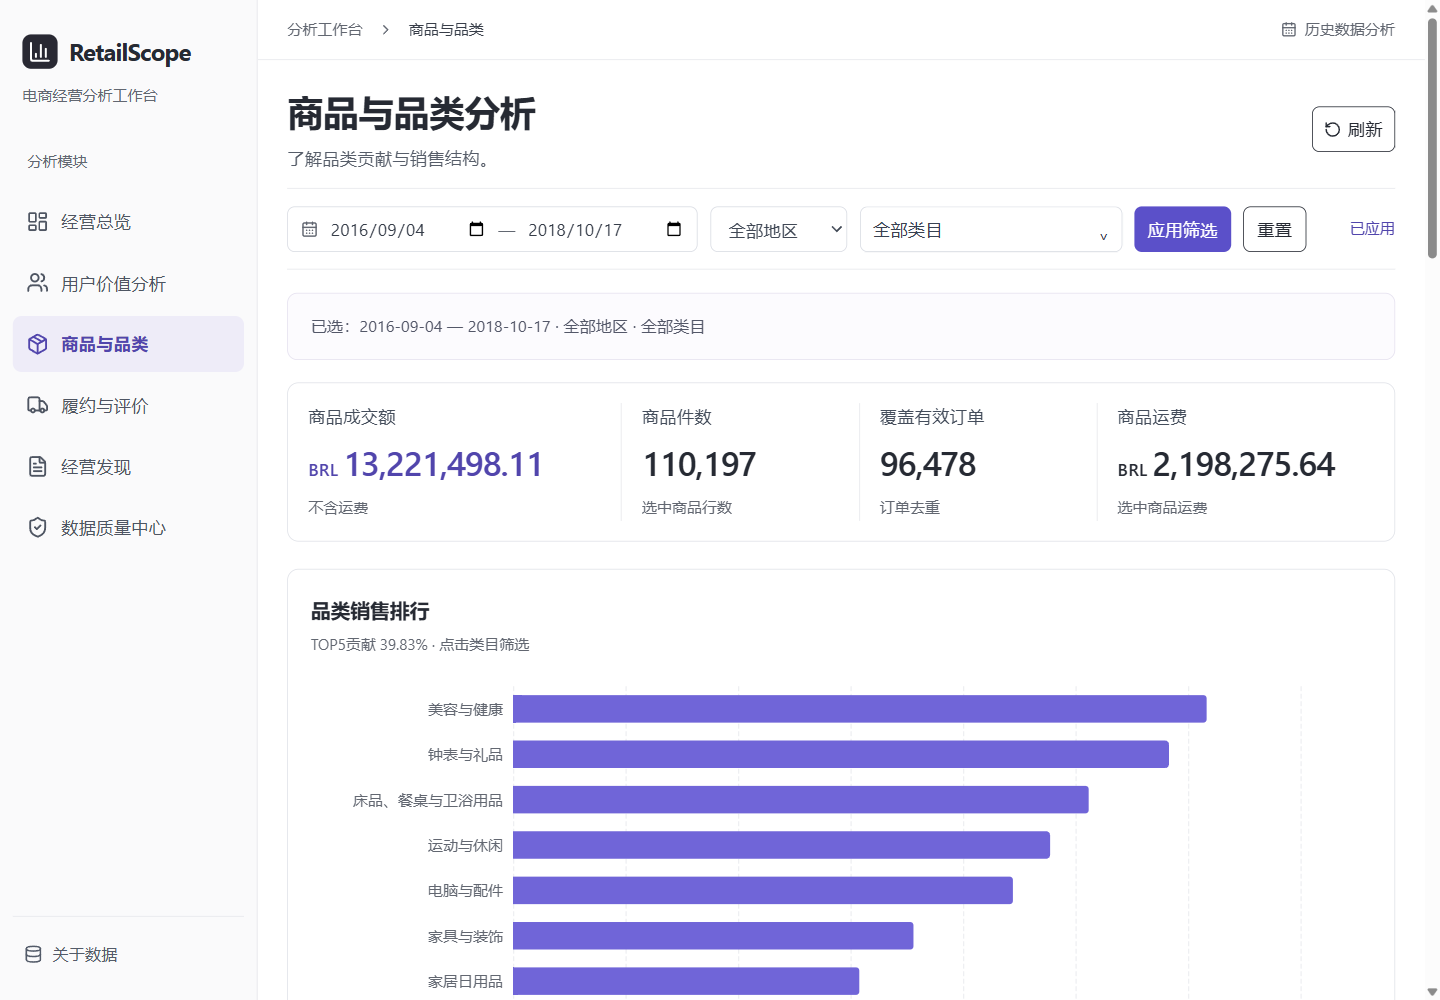 RetailScope
电商经营分析工作台
分析模块
经营总览
用户价值分析
商品与品类
履约与评价
经营发现
数据质量中心
关于数据
分析工作台 > 商品与品类
历史数据分析
商品与品类分析
了解品类贡献与销售结构。
刷新
2016/09/04 — 2018/10/17
全部地区
全部类目
应用筛选
重置
已应用
已选：2016-09-04 — 2018-10-17 · 全部地区 · 全部类目
商品成交额
BRL 13,221,498.11
不含运费
商品件数
110,197
选中商品行数
覆盖有效订单
96,478
订单去重
商品运费
BRL 2,198,275.64
选中商品运费
品类销售排行
TOP5贡献 39.83% · 点击类目筛选
美容与健康
钟表与礼品
床品、餐桌与卫浴用品
运动与休闲
电脑与配件
家具与装饰
家居日用品